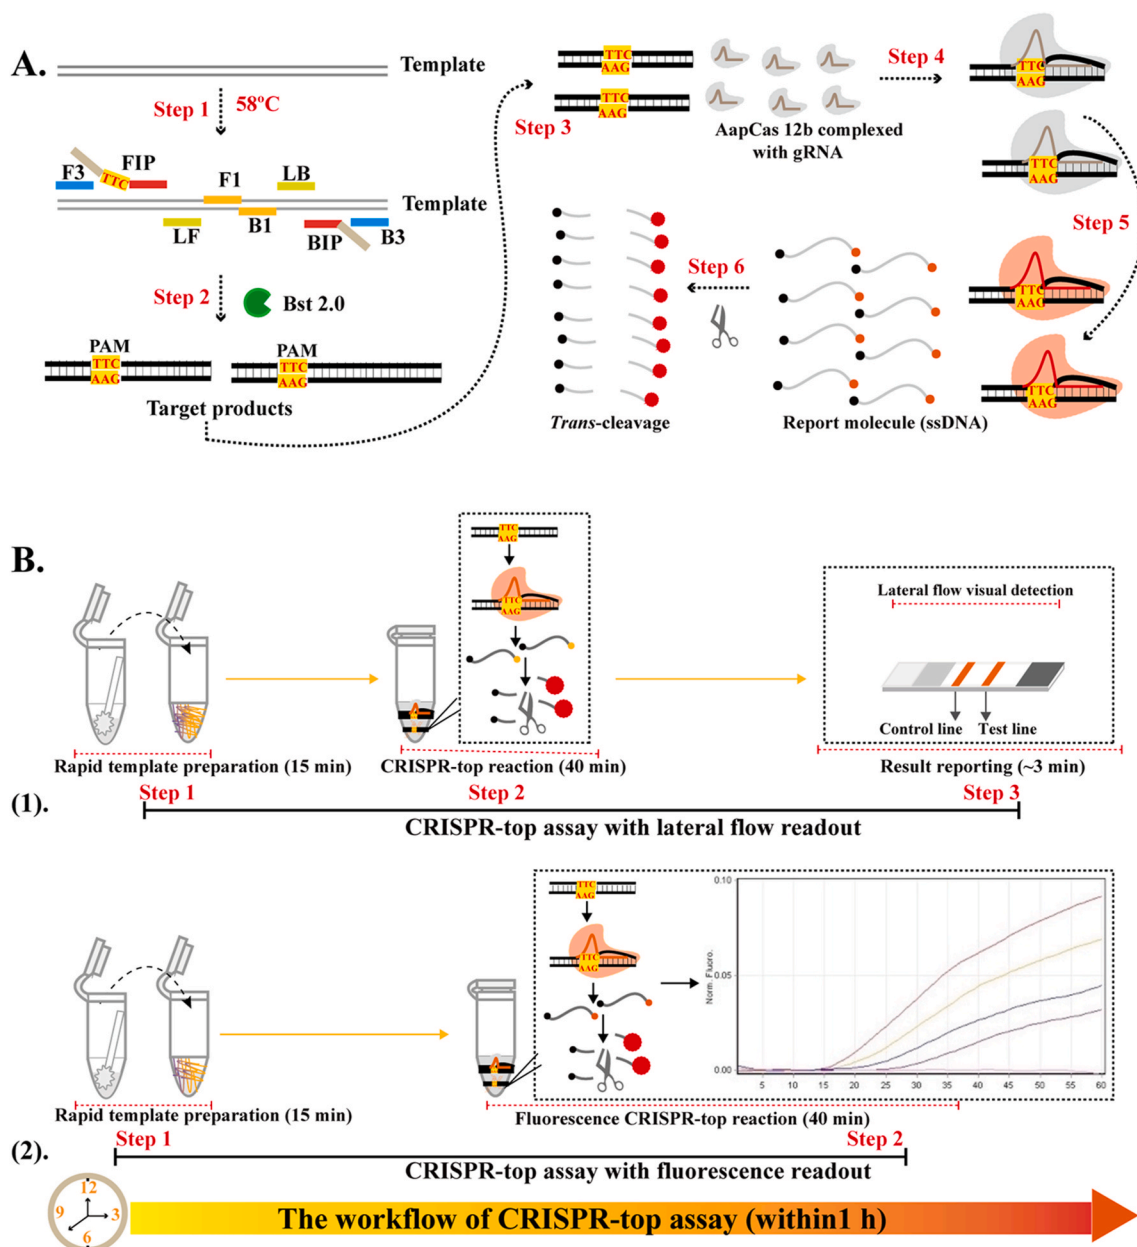 A.
Template
Step 1
58ºC
F3
FIP
TTC
F1
LB
Template
LF
B1
BIP
B3
Step 2
Bst 2.0
PAM
TTC
AAG
PAM
TTC
AAG
Target products
TTC
AAG
TTC
AAG
Step 3
AapCas 12b complexed
with gRNA
Step 4
TTC
AAG
TTC
AAG
Step 5
TTC
AAG
TTC
AAG
Step 6
Trans-cleavage
Report molecule (ssDNA)
B.
TTC
AAG
TTC
AAG
Lateral flow visual detection
Control line
Test line
Rapid template preparation (15 min)
CRISPR-top reaction (40 min)
Result reporting (~3 min)
(1).
Step 1
Step 2
Step 3
CRISPR-top assay with lateral flow readout
TTC
AAG
TTC
AAG
0.10
0.05
0.00
Norm. Fluoro.
5 10 15 20 25 30 35 40 45 50 55 60
Rapid template preparation (15 min)
Fluorescence CRISPR-top reaction (40 min)
(2).
Step 1
Step 2
CRISPR-top assay with fluorescence readout
12
9
3
6
The workflow of CRISPR-top assay (within1 h)